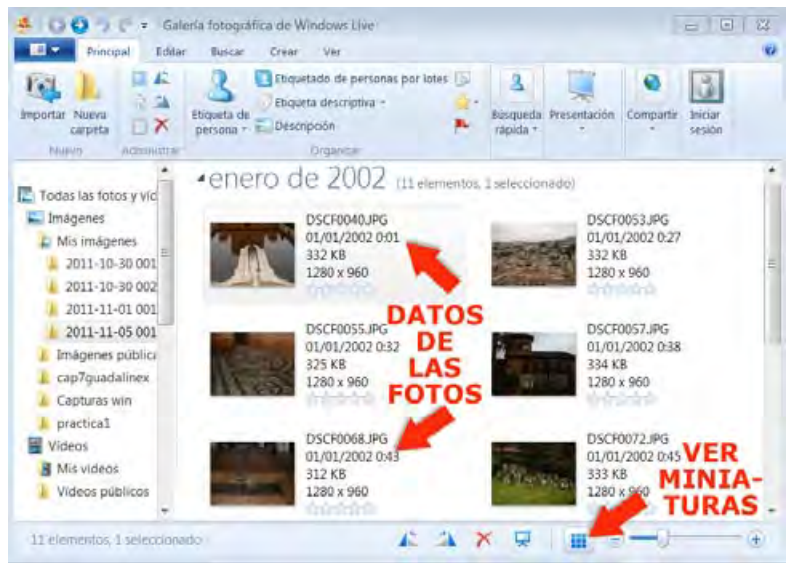 Galería fotográfica de Windows Live
Principal Editar Buscar Crear Ver
Importar
Nueva carpeta
Etiqueta de persona
Etiquetado de personas por lotes
Etiqueta descriptiva
Descripción
Búsqueda rápida
Presentación
Compartir
Iniciar sesión
Nuevo
Administrar
Organizar
Todas las fotos y víd
Imágenes
Mis imágenes
2011-10-30 001
2011-10-30 002
2011-11-01 001
2011-11-05 001
Imágenes públic
cap7guadalinex
Capturas win
practica1
Vídeos
Mis vídeos
Vídeos públicos
enero de 2002 (11 elementos, 1 seleccionado)
DSCF0040.JPG
01/01/2002 0:01
332 KB
1280 x 960
DSCF0053.JPG
01/01/2002 0:27
332 KB
1280 x 960
DATOS
DE
LAS
FOTOS
DSCF0055.JPG
01/01/2002 0:32
325 KB
1280 x 960
DSCF0057.JPG
01/01/2002 0:38
334 KB
1280 x 960
DSCF0068.JPG
01/01/2002 0:43
312 KB
1280 x 960
DSCF0072.JPG
01/01/2002 0:45
333 KB
1280 x 960
VER
MINIA-
TURAS
11 elementos, 1 seleccionado